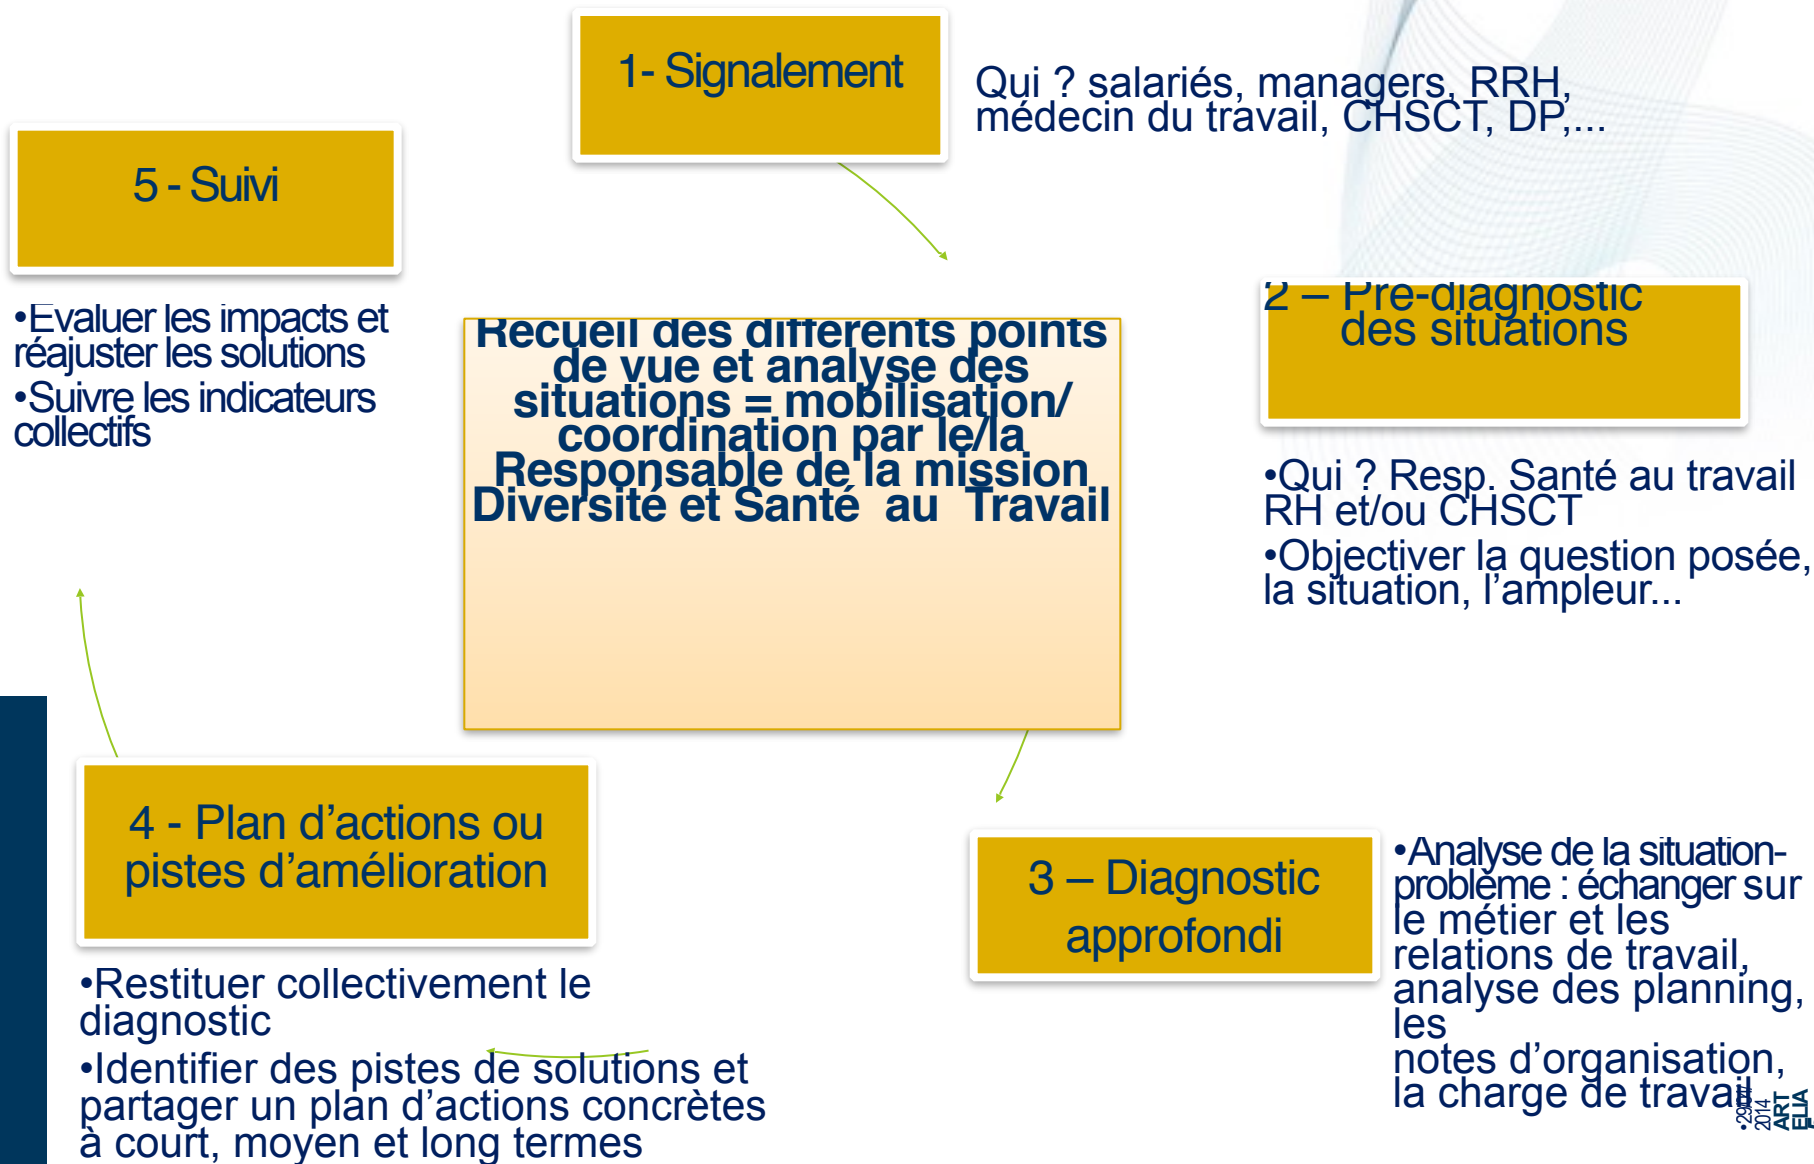 1- Signalement
Qui ? salariés, managers, RRH,
médecin du travail, CHSCT, DP,...
5 - Suivi
•Evaluer les impacts et
réajuster les solutions
•Suivre les indicateurs
collectifs
Recueil des différents points
de vue et analyse des
situations = mobilisation/
coordination par le/la
Responsable de la mission
Diversité et Santé au Travail
2 – Pré-diagnostic
des situations
•Qui ? Resp. Santé au travail
RH et/ou CHSCT
•Objectiver la question posée,
la situation, l’ampleur...
4 - Plan d’actions ou
pistes d’amélioration
•Restituer collectivement le
diagnostic
•Identifier des pistes de solutions et
partager un plan d’actions concrètes
à court, moyen et long termes
3 – Diagnostic
approfondi
•Analyse de la situation-
problème : échanger sur
le métier et les
relations de travail,
analyse des planning,
les
notes d’organisation,
la charge de travail
2014
ART
ELIA